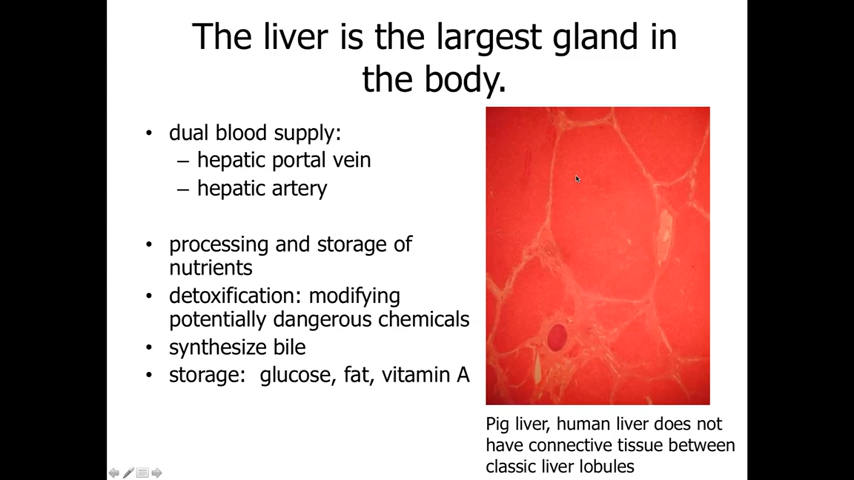 The liver is the largest gland in
the body.
• dual blood supply:
– hepatic portal vein
– hepatic artery
• processing and storage of
nutrients
• detoxification: modifying
potentially dangerous chemicals
• synthesize bile
• storage: glucose, fat, vitamin A
Pig liver, human liver does not
have connective tissue between
classic liver lobules